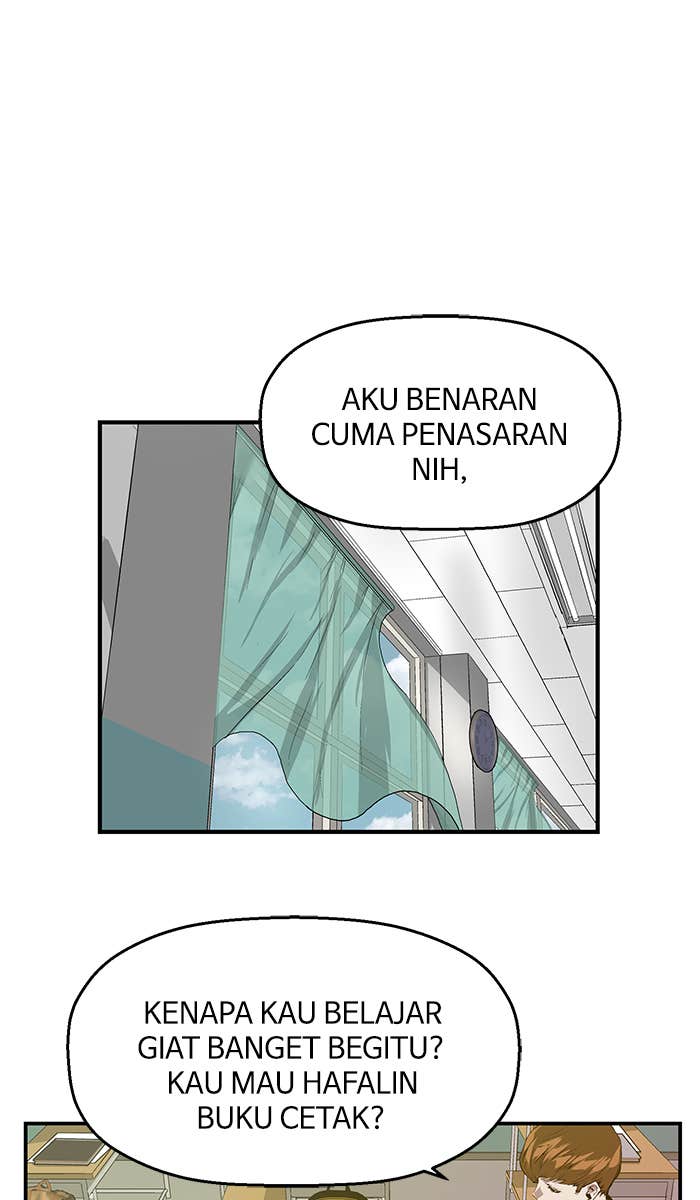 AKU BENARAN
CUMA PENASARAN
NIH,
KENAPA KAU BELAJAR
GIAT BANGET BEGITU?
KAU MAU HAFALIN
BUKU CETAK?